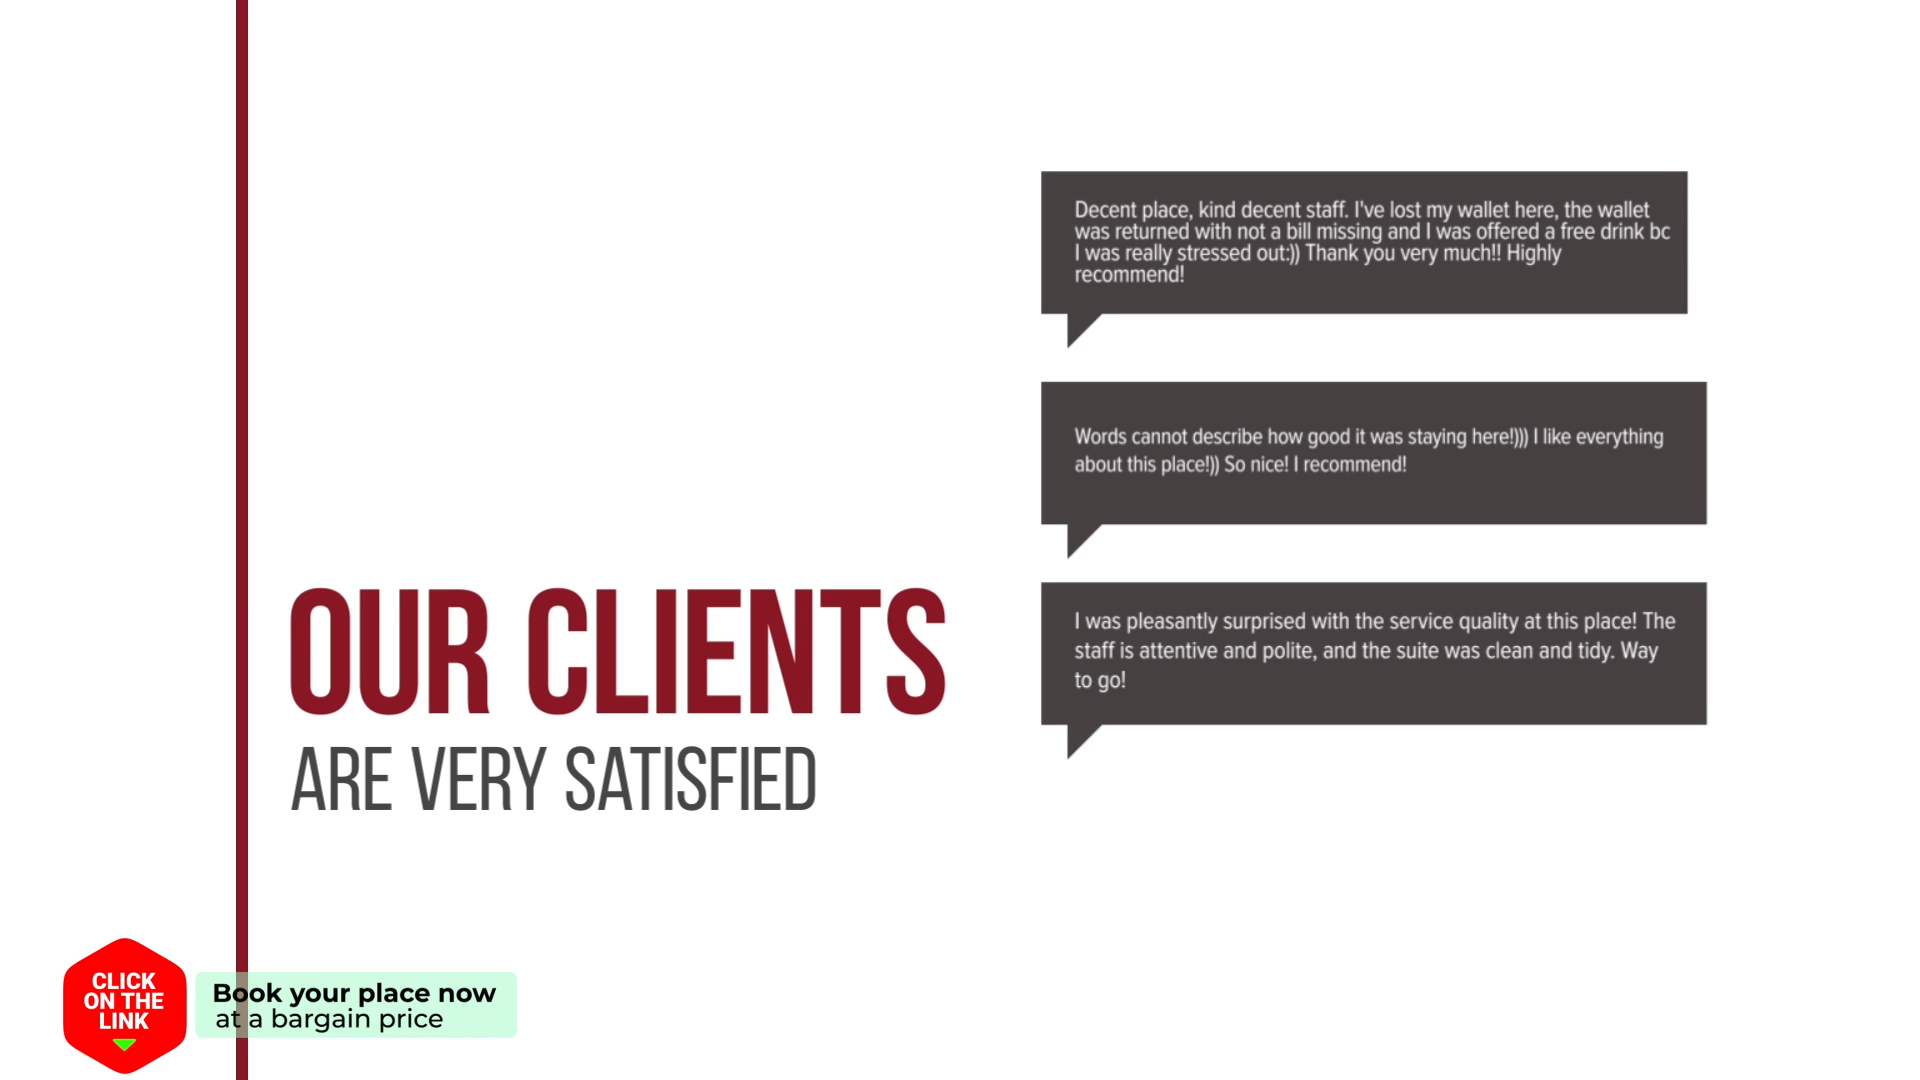 Decent place, kind decent staff. I've lost my wallet here, the wallet
was returned with not a bill missing and I was offered a free drink bc
I was really stressed out:)) Thank you very much!! Highly
recommend!
Words cannot describe how good it was staying here!))) I like everything
about this place!)) So nice! I recommend!
I was pleasantly surprised with the service quality at this place! The
staff is attentive and polite, and the suite was clean and tidy. Way
to go!
OUR CLIENTS
ARE VERY SATISFIED
CLICK
ON THE
LINK
Book your place now
at a bargain price